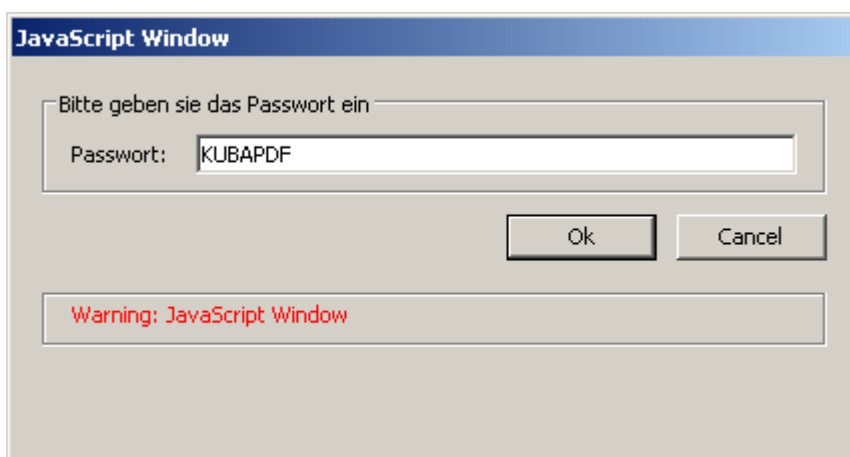 JavaScript Window
Bitte geben sie das Passwort ein
Passwort: KUBAPDF
Ok Cancel
Warning: JavaScript Window